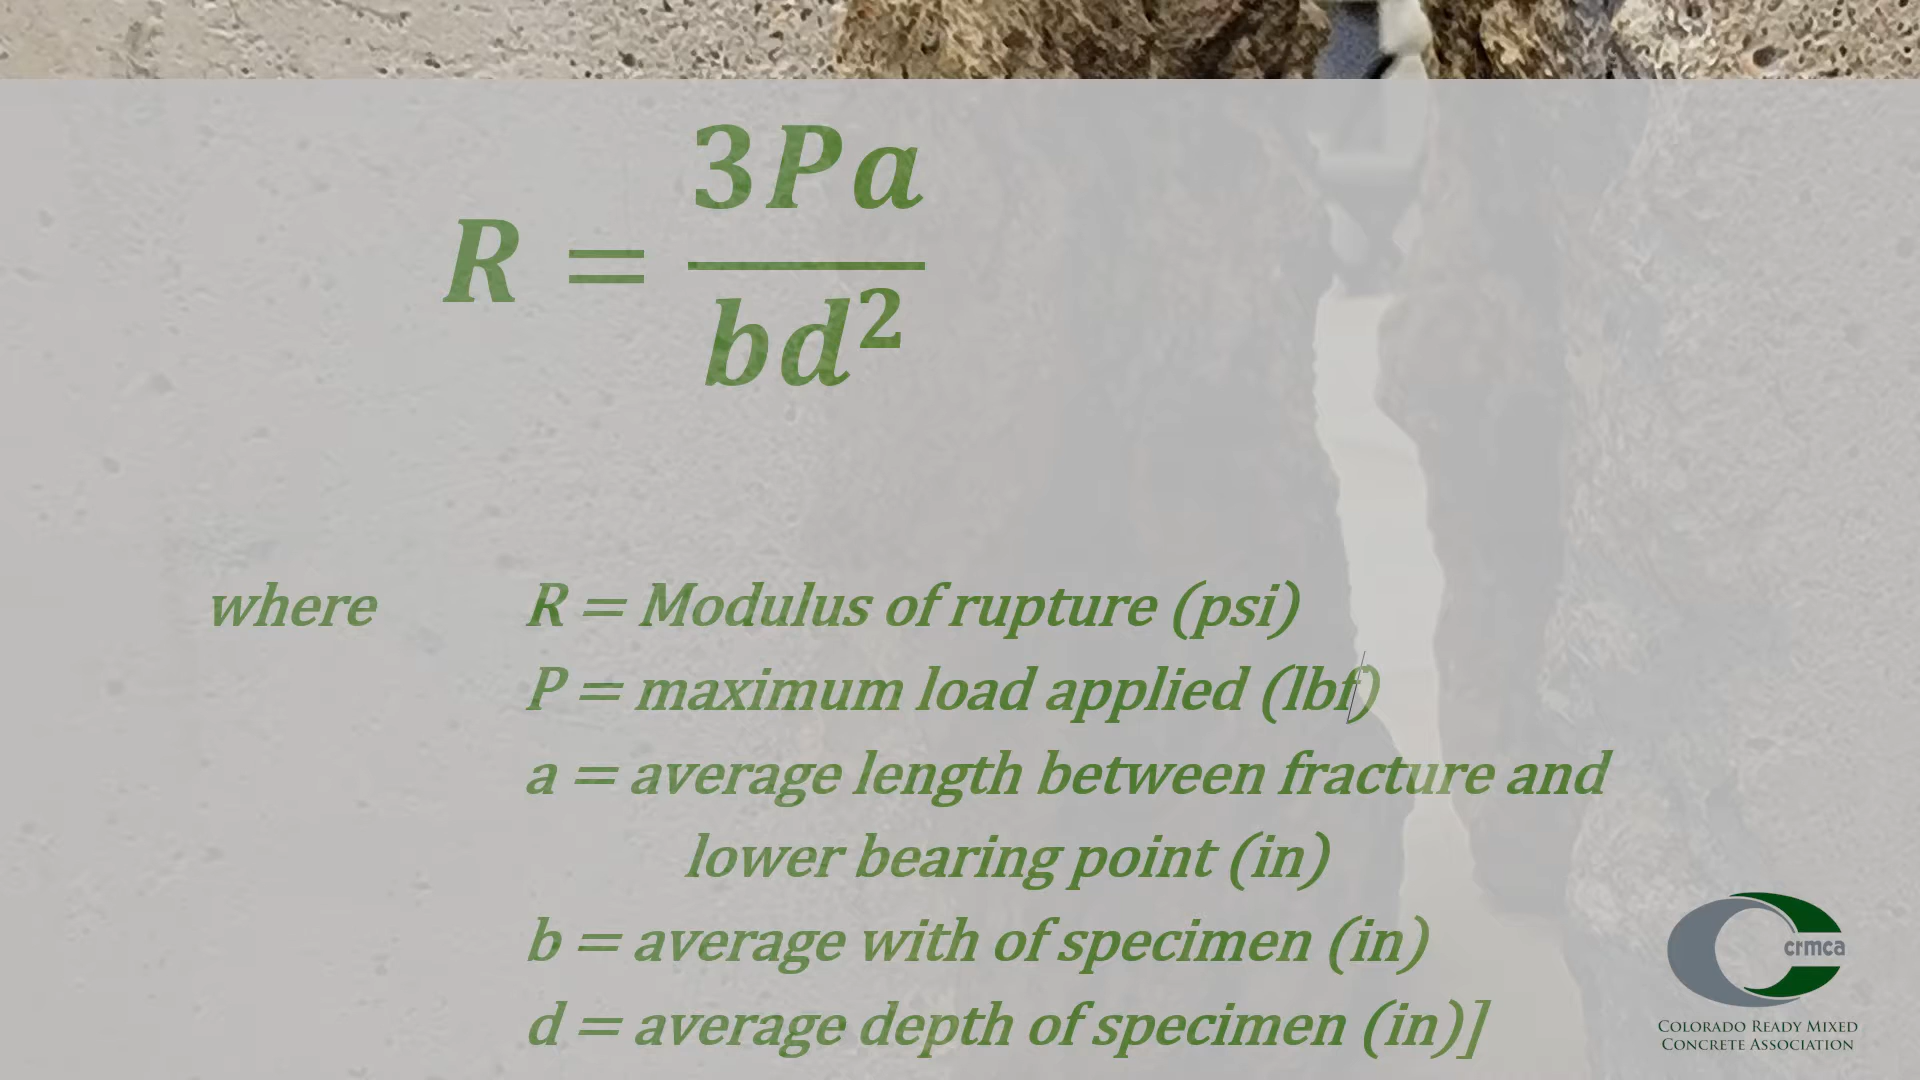 R = 3Pa / bd²
where R = Modulus of rupture (psi)
P = maximum load applied (lbf)
a = average length between fracture and
lower bearing point (in)
b = average with of specimen (in)
d = average depth of specimen (in)]
crmca
COLORADO READY MIXED
CONCRETE ASSOCIATION